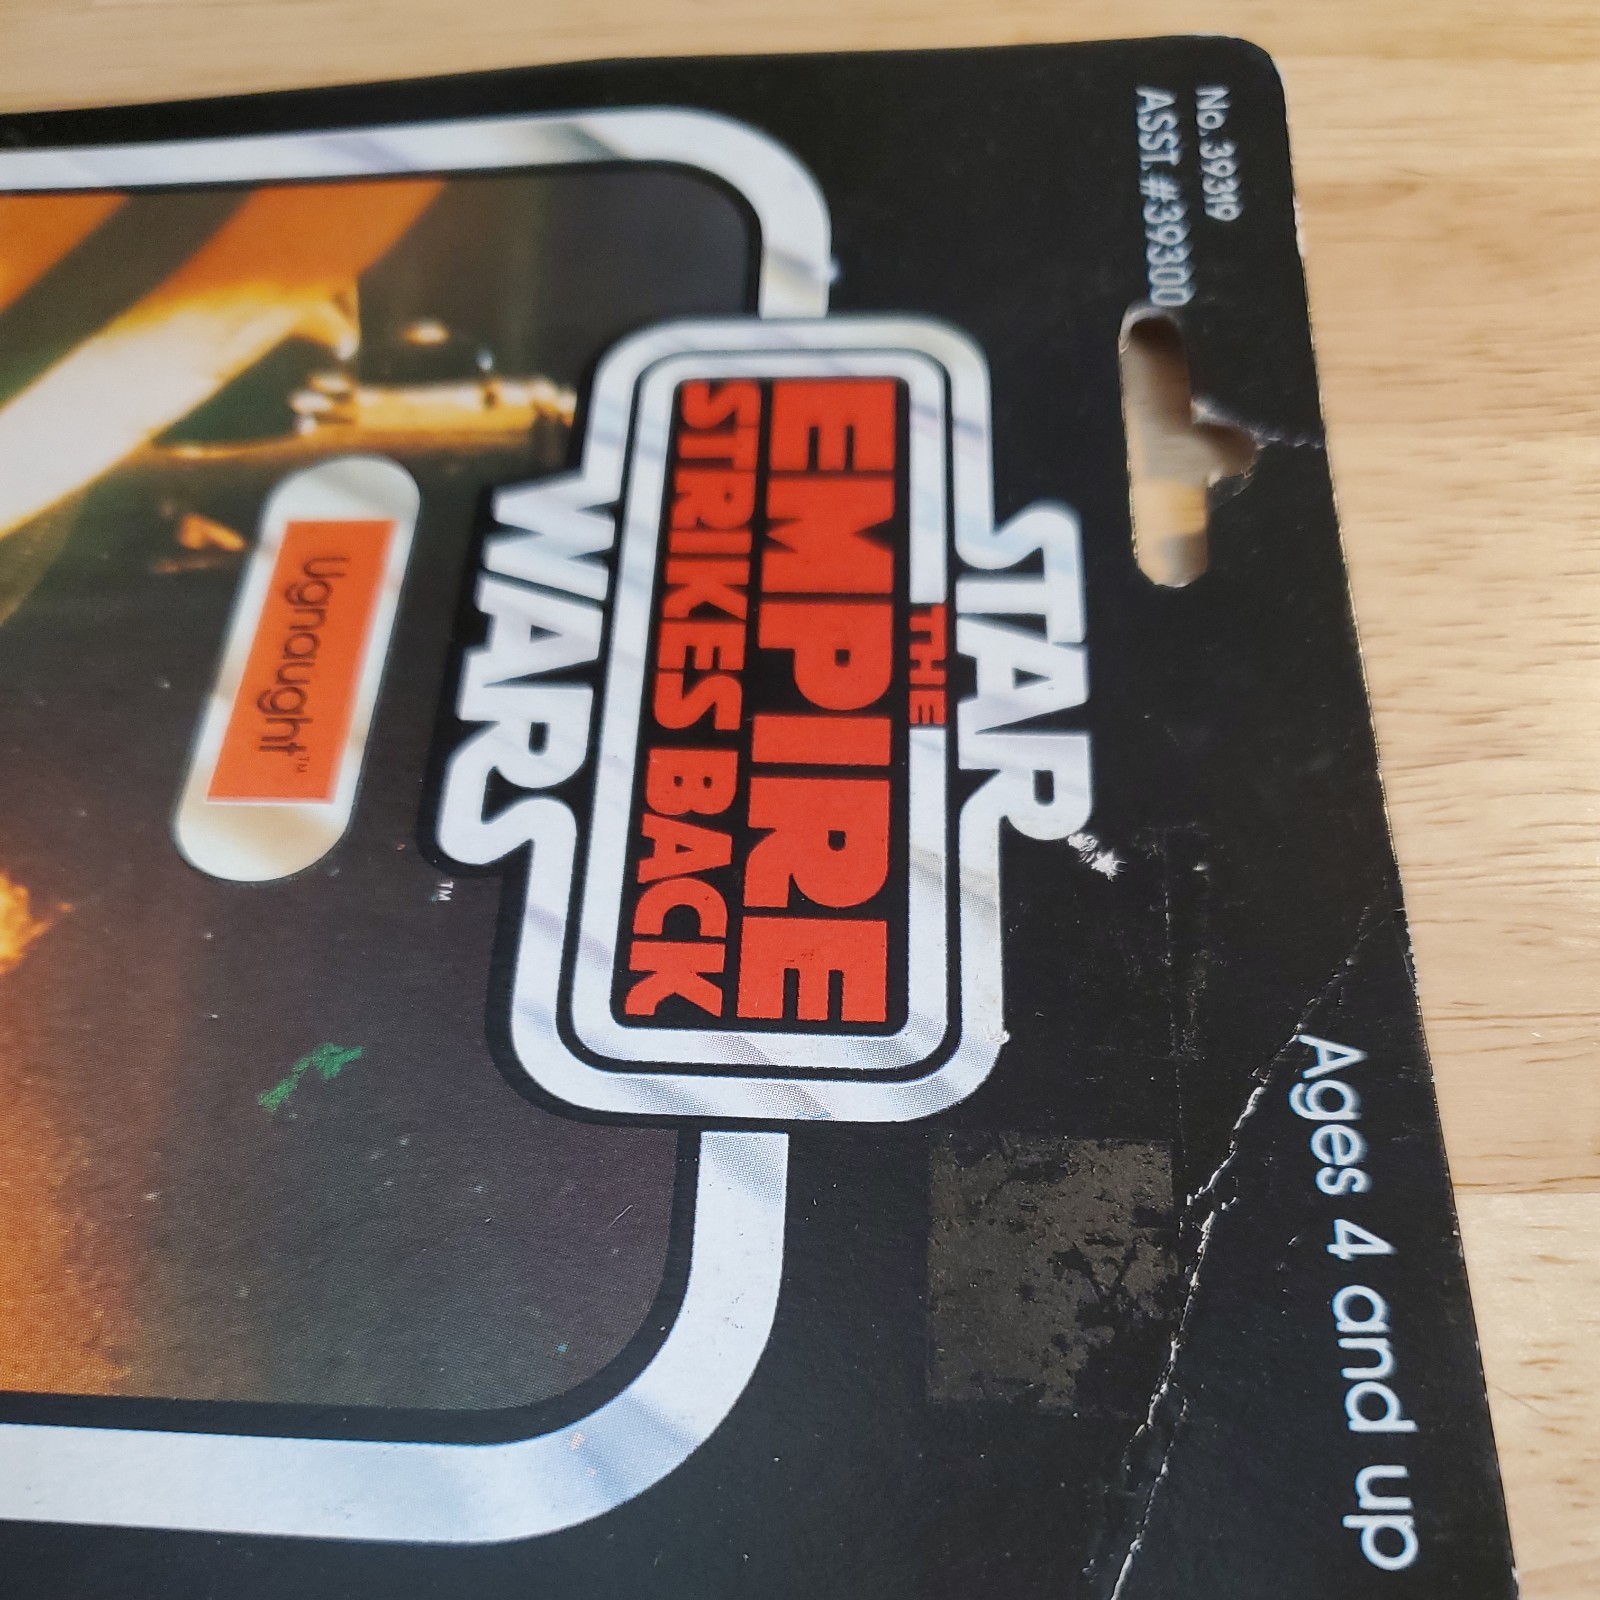 No. 39319
ASST. #39300
Ages 4 and up
STAR
THE
EMPIRE
STRIKES BACK
WARS
TM
Ugnaught™